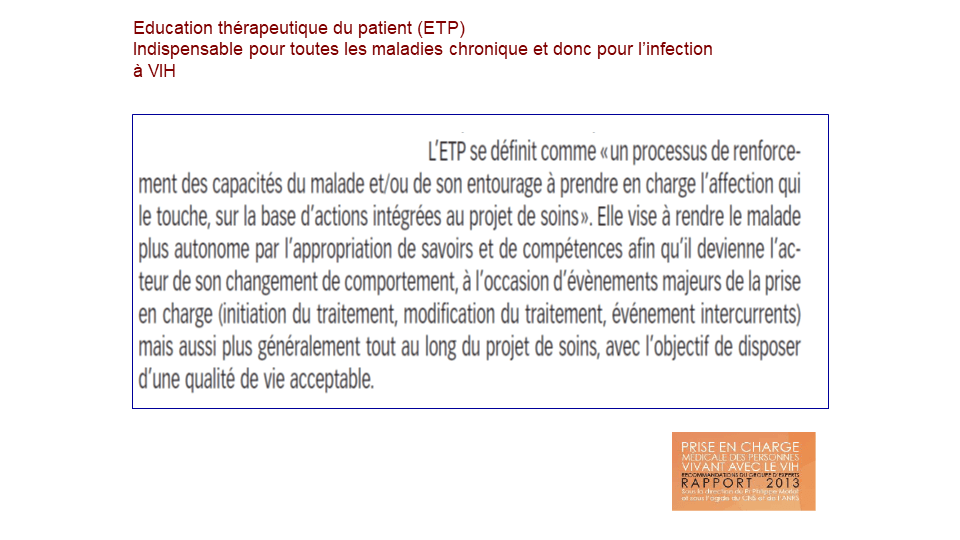 Education thérapeutique du patient (ETP)
Indispensable pour toutes les maladies chronique et donc pour l'infection
à VIH
L'ETP se définit comme «un processus de renforce-
ment des capacités du malade et/ou de son entourage à prendre en charge l'affection qui
le touche, sur la base d'actions intégrées au projet de soins». Elle vise à rendre le malade
plus autonome par l'appropriation de savoirs et de compétences afin qu'il devienne l'ac-
teur de son changement de comportement, à l'occasion d'évènements majeurs de la prise
en charge (initiation du traitement, modification du traitement, événement intercurrents)
mais aussi plus généralement tout au long du projet de soins, avec l'objectif de disposer
d'une qualité de vie acceptable.
PRISE EN CHARGE
MÉDICALE DES PERSONNES
VIVANT AVEC LE VIH
RECOMMANDATIONS DU GROUPE D'EXPERTS
RAPPORT 2013
Sous la direction du Pr Philippe Morlat
et sous l'égide du CNS et de l'ANRS